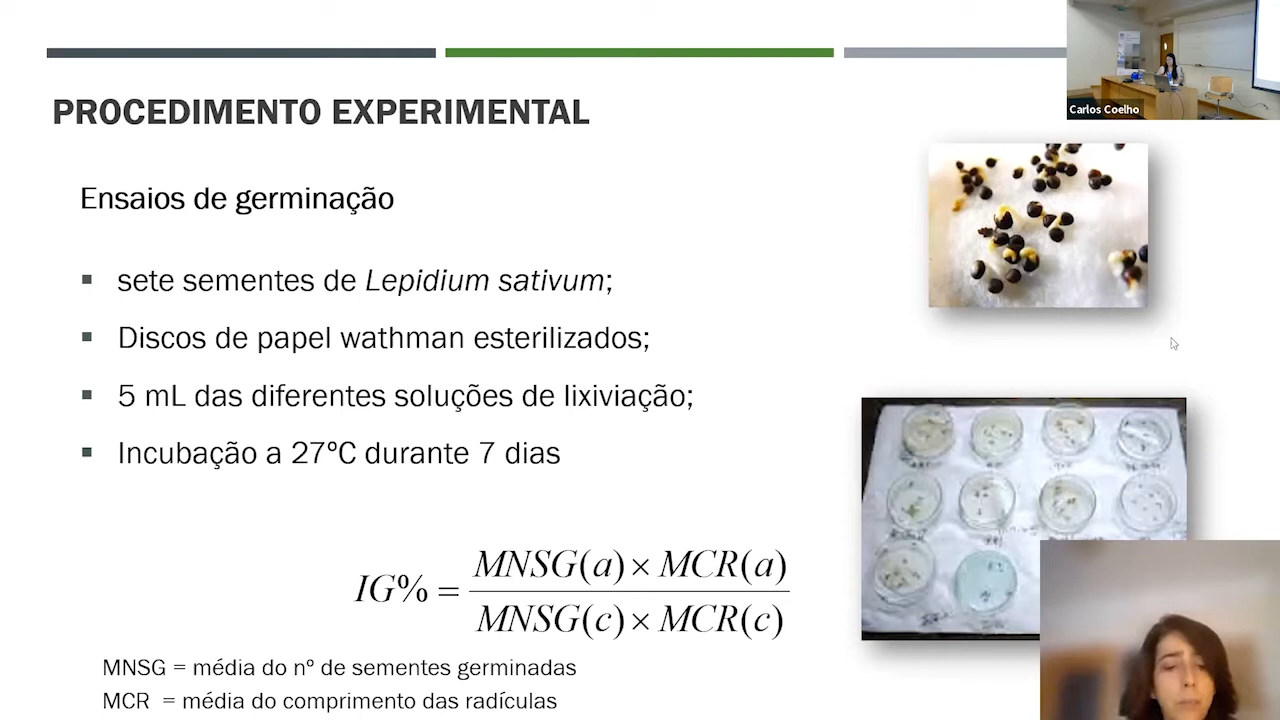 PROCEDIMENTO EXPERIMENTAL
Carlos Coelho
Ensaios de germinação
▪ sete sementes de Lepidium sativum;
▪ Discos de papel wathman esterilizados;
▪ 5 mL das diferentes soluções de lixiviação;
▪ Incubação a 27ºC durante 7 dias
IG% = MNSG(a) × MCR(a) / MNSG(c) × MCR(c)
MNSG = média do nº de sementes germinadas
MCR = média do comprimento das radículas